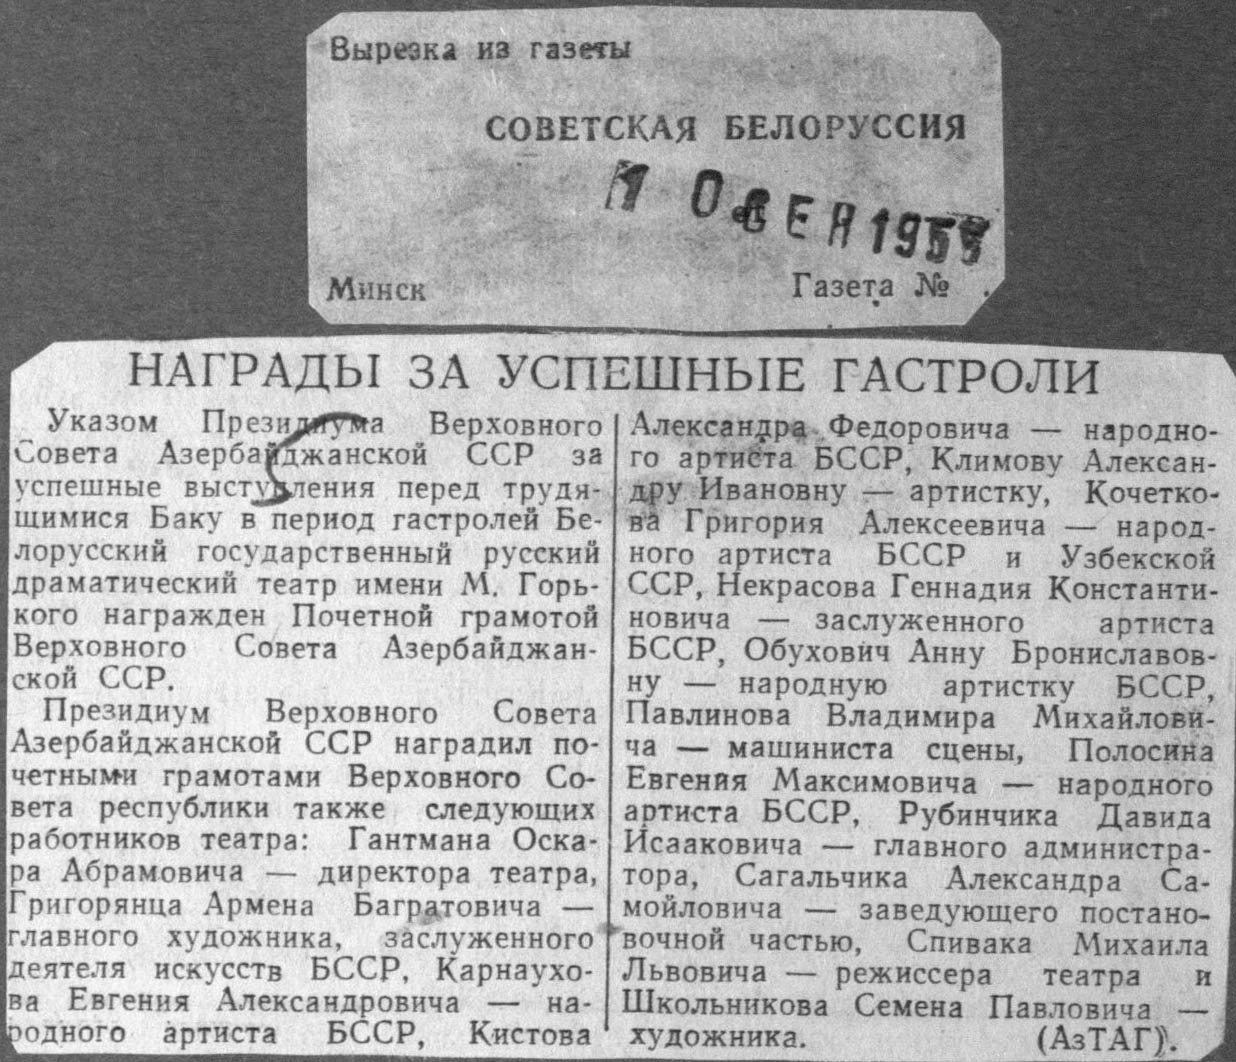 Вырезка из газеты
СОВЕТСКАЯ БЕЛОРУССИЯ
10 СЕН 195
Минск
Газета №
НАГРАДЫ ЗА УСПЕШНЫЕ ГАСТРОЛИ
Указом Президиума Верховного
Совета Азербайджанской ССР за
успешные выступления перед трудя-
щимися Баку в период гастролей Бе-
лорусский государственный русский
драматический театр имени М. Горь-
кого награжден Почетной грамотой
Верховного Совета Азербайджан-
ской ССР.
Президиум Верховного Совета
Азербайджанской ССР наградил по-
четными грамотами Верховного Со-
вета республики также следующих
работников театра: Гантмана Оска-
ра Абрамовича — директора театра,
Григорянца Армена Багратовича —
главного художника, заслуженного
деятеля искусств БССР, Карнаухо-
ва Евгения Александровича — на-
родного артиста БССР, Кистова
Александра Федоровича — народно-
го артиста БССР, Климову Алексан-
дру Ивановну — артистку, Кочетко-
ва Григория Алексеевича — народ-
ного артиста БССР и Узбекской
ССР, Некрасова Геннадия Константи-
новича — заслуженного артиста
БССР, Обухович Анну Брониславов-
ну — народную артистку БССР,
Павлинова Владимира Михайлови-
ча — машиниста сцены, Полосина
Евгения Максимовича — народного
артиста БССР, Рубинчика Давида
Исааковича — главного администра-
тора, Сагальчика Александра Са-
мойловича — заведующего постано-
вочной частью, Спивака Михаила
Львовича — режиссера театра и
Школьникова Семена Павловича —
художника. (АзТАГ).